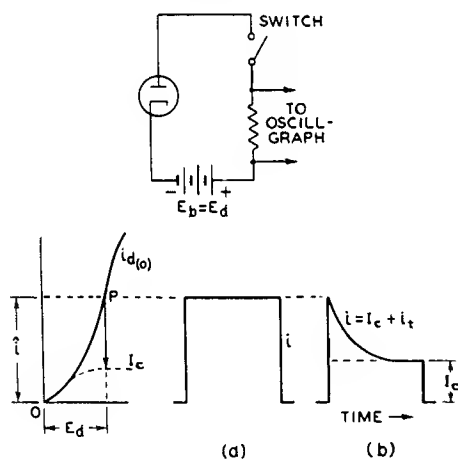 SWITCH
TO
OSCILL-
GRAPH
− +
E_b=E_d
i_d(o)
P
î
I_c
O
E_d
i
i=I_c+i_t
I_c
TIME →
(a) (b)